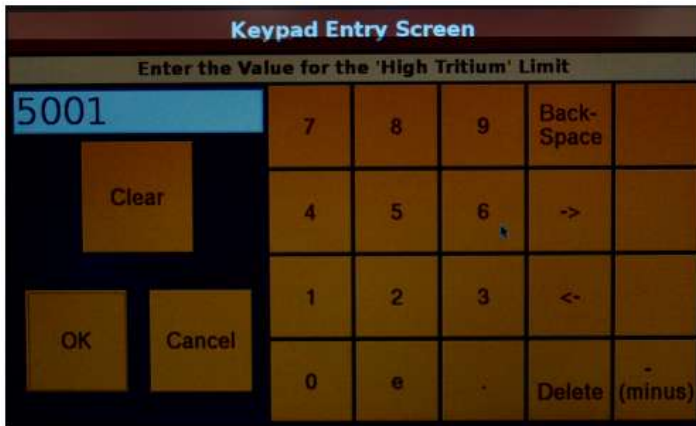 Keypad Entry Screen
Enter the Value for the 'High Tritium' Limit
5001
7 8 9 Back-
Space
Clear
4 5 6 ->
1 2 3 <-
OK Cancel
0 e . Delete -
(minus)